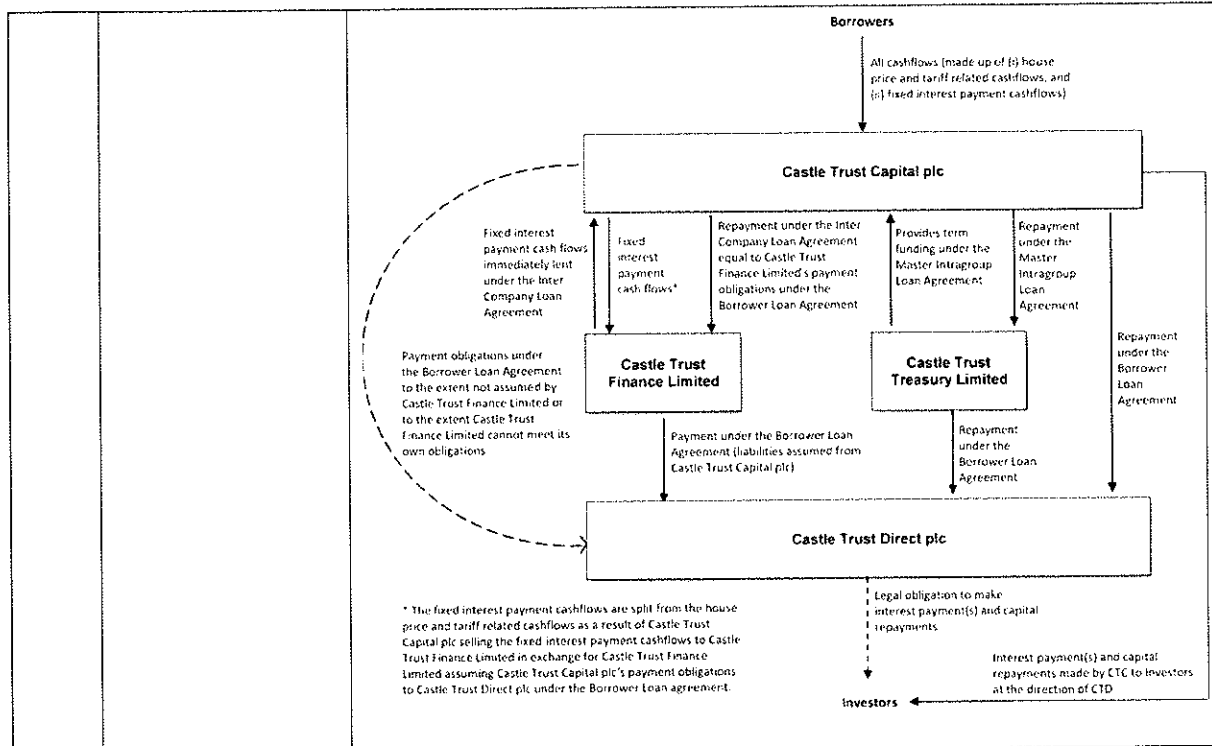 Borrowers
All cashflows (made up of (i) house
price and tariff related cashflows, and
(ii) fixed interest payment cashflows)
Castle Trust Capital plc
Fixed interest
payment cash flows
immediately lent
under the Inter
Company Loan
Agreement
Fixed
interest
payment
cash flows*
Repayment under the Inter
Company Loan Agreement
equal to Castle Trust
Finance Limited's payment
obligations under the
Borrower Loan Agreement
Provides term
funding under the
Master Intragroup
Loan Agreement
Repayment
under the
Master
Intragroup
Loan
Agreement
Repayment
under the
Borrower
Loan
Agreement
Payment obligations under
the Borrower Loan Agreement
to the extent not assumed by
Castle Trust Finance Limited or
to the extent Castle Trust
Finance Limited cannot meet its
own obligations
Castle Trust
Finance Limited
Castle Trust
Treasury Limited
Payment under the Borrower Loan
Agreement (liabilities assumed from
Castle Trust Capital plc)
Repayment
under the
Borrower Loan
Agreement
Castle Trust Direct plc
Legal obligation to make
interest payment(s) and capital
repayments
* The fixed interest payment cashflows are split from the house
price and tariff related cashflows as a result of Castle Trust
Capital plc selling the fixed interest payment cashflows to Castle
Trust Finance Limited in exchange for Castle Trust Finance
Limited assuming Castle Trust Capital plc's payment obligations
to Castle Trust Direct plc under the Borrower Loan agreement.
Interest payment(s) and capital
repayments made by CTC to Investors
at the direction of CTD
Investors